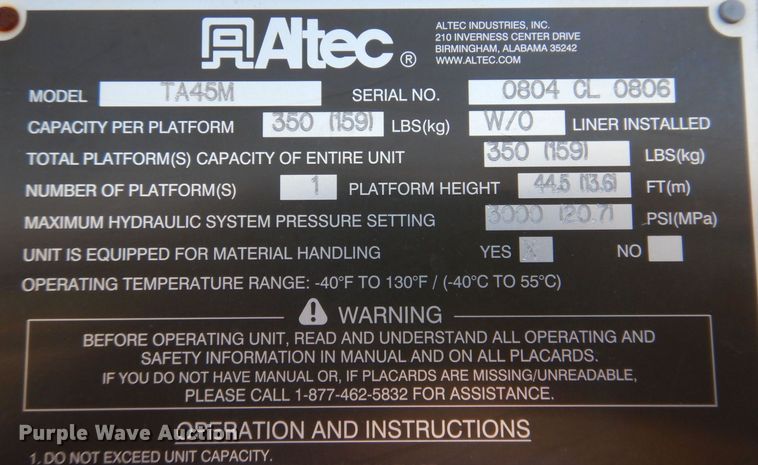 Altec ®
ALTEC INDUSTRIES, INC.
210 INVERNESS CENTER DRIVE
BIRMINGHAM, ALABAMA 35242
WWW.ALTEC.COM
MODEL TA45M SERIAL NO. 0804 CL 0806
CAPACITY PER PLATFORM 350 (159) LBS(kg) W/O LINER INSTALLED
TOTAL PLATFORM(S) CAPACITY OF ENTIRE UNIT 350 (159) LBS(kg)
NUMBER OF PLATFORM(S) 1 PLATFORM HEIGHT 44.5 (13.6) FT(m)
MAXIMUM HYDRAULIC SYSTEM PRESSURE SETTING 3000 (20.7) PSI(MPa)
UNIT IS EQUIPPED FOR MATERIAL HANDLING YES X NO
OPERATING TEMPERATURE RANGE: -40°F TO 130°F / (-40°C TO 55°C)
WARNING
BEFORE OPERATING UNIT, READ AND UNDERSTAND ALL OPERATING AND
SAFETY INFORMATION IN MANUAL AND ON ALL PLACARDS.
IF YOU DO NOT HAVE MANUAL OR, IF PLACARDS ARE MISSING/UNREADABLE,
PLEASE CALL 1-877-462-5832 FOR ASSISTANCE.
OPERATION AND INSTRUCTIONS
1. DO NOT EXCEED UNIT CAPACITY.
Purple Wave Auction